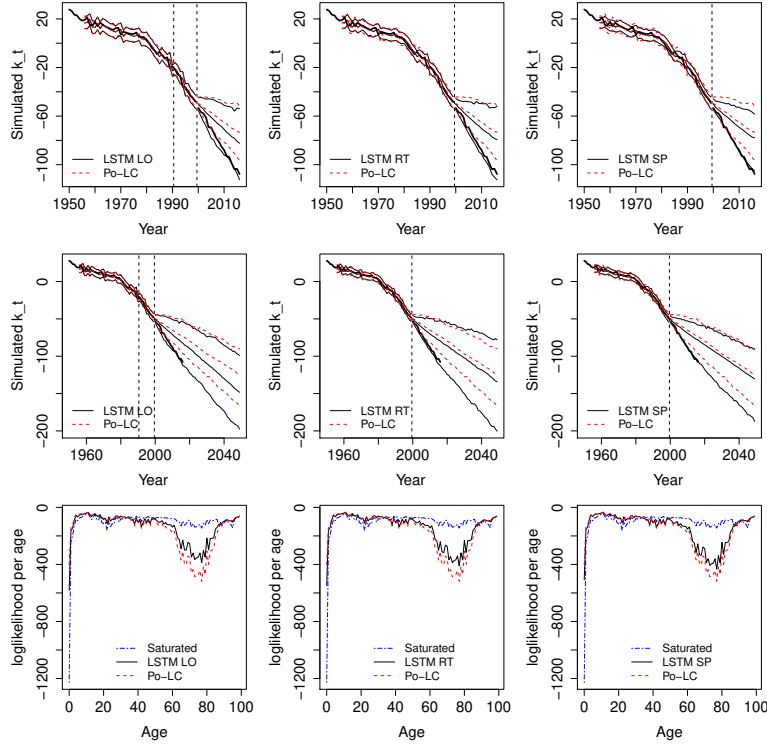 20
−20
−60
−100
Simulated k_t
LSTM LO
Po−LC
1950 1970 1990 2010
Year
20
−20
−60
−100
Simulated k_t
LSTM RT
Po−LC
1950 1970 1990 2010
Year
20
−20
−60
−100
Simulated k_t
LSTM SP
Po−LC
1950 1970 1990 2010
Year
0
−100
−200
Simulated k_t
LSTM LO
Po−LC
1960 2000 2040
Year
0
−100
−200
Simulated k_t
LSTM RT
Po−LC
1960 2000 2040
Year
0
−100
−200
Simulated k_t
LSTM SP
Po−LC
1960 2000 2040
Year
0
−400
−800
−1200
loglikelihood per age
Saturated
LSTM LO
Po−LC
0 20 40 60 80 100
Age
0
−400
−800
−1200
loglikelihood per age
Saturated
LSTM RT
Po−LC
0 20 40 60 80 100
Age
0
−400
−800
−1200
loglikelihood per age
Saturated
LSTM SP
Po−LC
0 20 40 60 80 100
Age